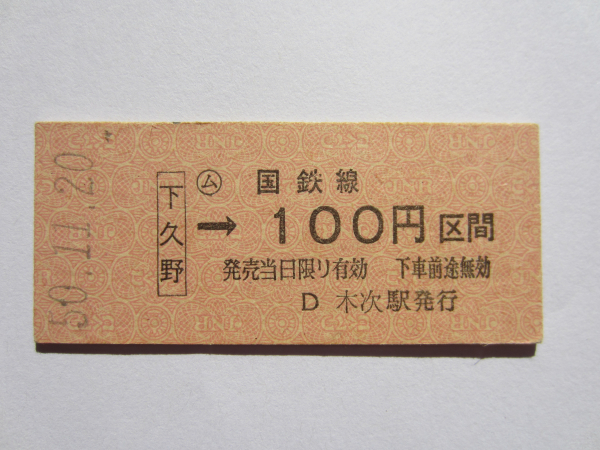 50.11.20
下久野
㋰ 国鉄線
→100円区間
発売当日限り有効 下車前途無効
D 木次駅発行